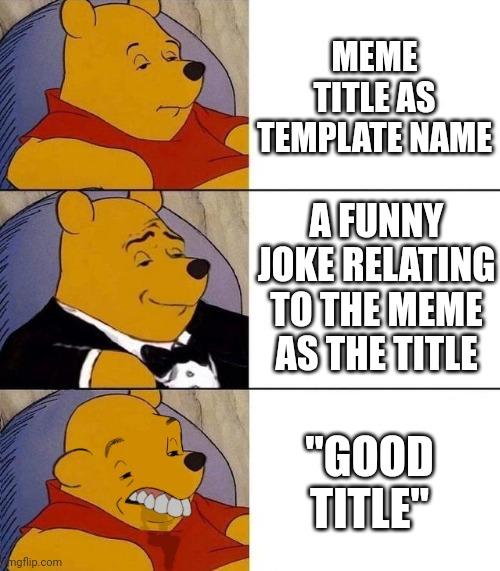 MEME
TITLE AS
TEMPLATE NAME
A FUNNY
JOKE RELATING
TO THE MEME
AS THE TITLE
"GOOD
TITLE"
imgflip.com